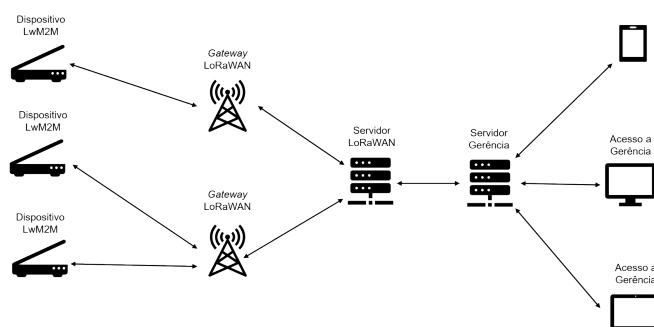 Dispositivo
LwM2M
Gateway
LoRaWAN
Dispositivo
LwM2M
Servidor
LoRaWAN
Servidor
Gerência
Acesso a
Gerência
Gateway
LoRaWAN
Dispositivo
LwM2M
Acesso a
Gerência